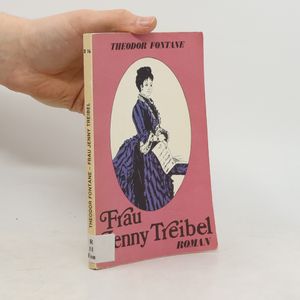 THEODOR FONTANE
Frau
Jenny Treibel
ROMAN
THEODOR FONTANE – FRAU JENNY TREIBEL
R